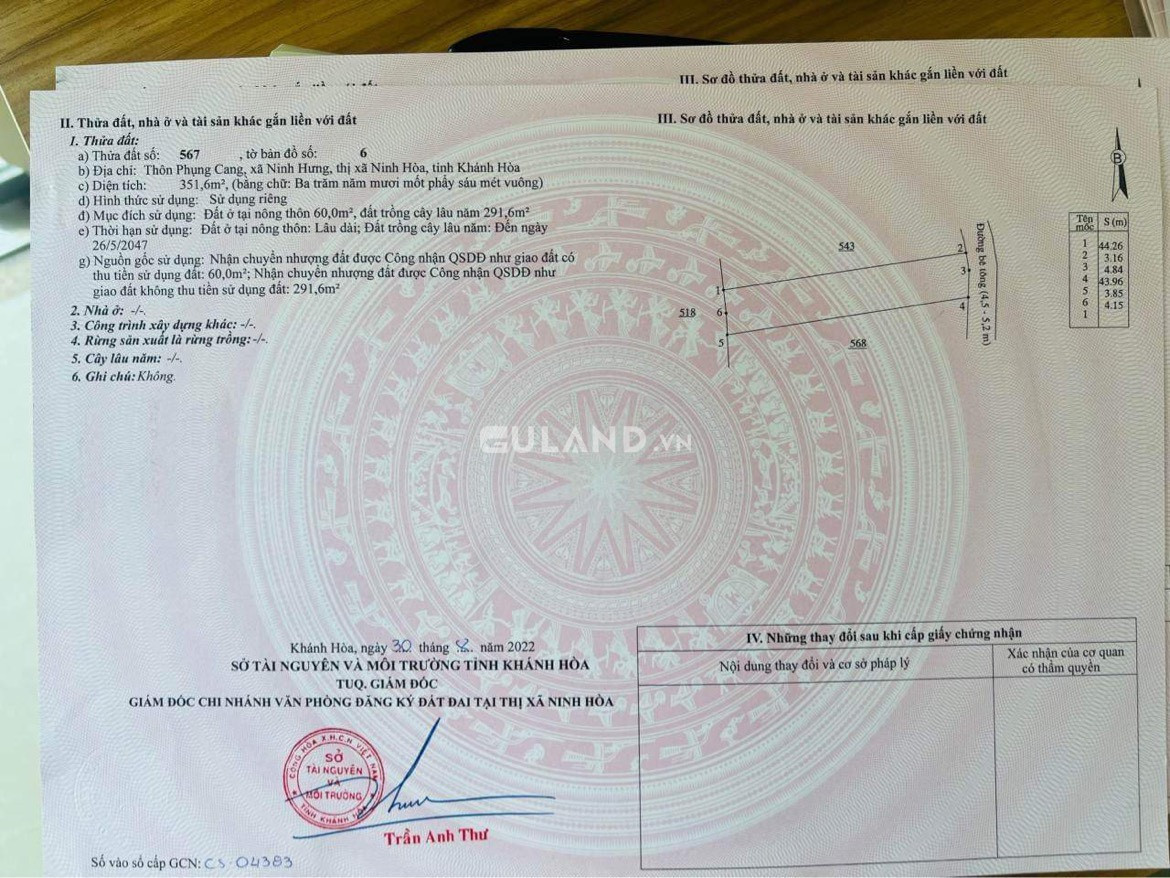 III. Sơ đồ thửa đất, nhà ở và tài sản khác gắn liền với đất
II. Thửa đất, nhà ở và tài sản khác gắn liền với đất
1. Thửa đất:
a) Thửa đất số: 567 , tờ bản đồ số: 6
b) Địa chỉ: Thôn Phụng Cang, xã Ninh Hưng, thị xã Ninh Hòa, tỉnh Khánh Hòa
c) Diện tích: 351,6m², (bằng chữ: Ba trăm năm mươi mốt phẩy sáu mét vuông)
d) Hình thức sử dụng: Sử dụng riêng
đ) Mục đích sử dụng: Đất ở tại nông thôn 60,0m², đất trồng cây lâu năm 291,6m²
e) Thời hạn sử dụng: Đất ở tại nông thôn: Lâu dài; Đất trồng cây lâu năm: Đến ngày
26/5/2047
g) Nguồn gốc sử dụng: Nhận chuyển nhượng đất được Công nhận QSDĐ như giao đất có
thu tiền sử dụng đất: 60,0m²; Nhận chuyển nhượng đất được Công nhận QSDĐ như
giao đất không thu tiền sử dụng đất: 291,6m²
2. Nhà ở: -/-.
3. Công trình xây dựng khác: -/-.
4. Rừng sản xuất là rừng trồng: -/-.
5. Cây lâu năm: -/-.
6. Ghi chú: Không.
III. Sơ đồ thửa đất, nhà ở và tài sản khác gắn liền với đất
B
543
518
568
1
2
3
4
5
6
Đường bê tông (4,5 - 5,2 m)
Tên mốc S (m)
1 44.26
2 3.16
3 4.84
4 43.96
5 3.85
6 4.15
1
GULAND.VN
Khánh Hòa, ngày 30 tháng 12. năm 2022
SỞ TÀI NGUYÊN VÀ MÔI TRƯỜNG TỈNH KHÁNH HÒA
TUQ. GIÁM ĐỐC
GIÁM ĐỐC CHI NHÁNH VĂN PHÒNG ĐĂNG KÝ ĐẤT ĐAI TẠI THỊ XÃ NINH HÒA
CỘNG HÒA X.H.C.N VIỆT NAM
SỞ
TÀI NGUYÊN
VÀ
MÔI TRƯỜNG
TỈNH KHÁNH HÒA
Trần Anh Thư
Số vào sổ cấp GCN: CS-04383
IV. Những thay đổi sau khi cấp giấy chứng nhận
Nội dung thay đổi và cơ sở pháp lý
Xác nhận của cơ quan
có thẩm quyền